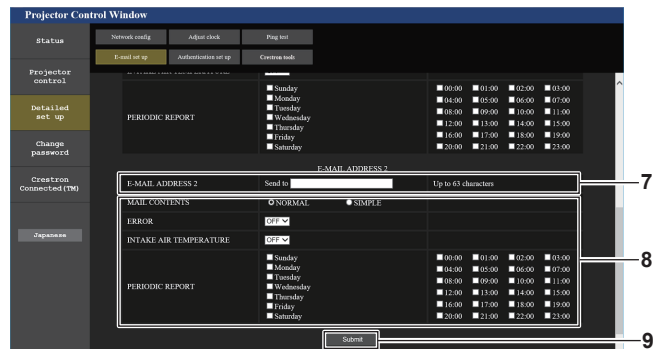 Projector Control Window
Status
Network config
Adjust clock
Ping test
E-mail set up
Authentication set up
Crestron tools
Projector
control
Detailed
set up
Change
password
Crestron
Connected(TM)
Japanese
PERIODIC REPORT
Sunday
Monday
Tuesday
Wednesday
Thursday
Friday
Saturday
00:00 01:00 02:00 03:00
04:00 05:00 06:00 07:00
08:00 09:00 10:00 11:00
12:00 13:00 14:00 15:00
16:00 17:00 18:00 19:00
20:00 21:00 22:00 23:00
E-MAIL ADDRESS 2
E-MAIL ADDRESS 2 Send to Up to 63 characters
7
MAIL CONTENTS NORMAL SIMPLE
ERROR OFF
INTAKE AIR TEMPERATURE OFF
8
PERIODIC REPORT
Sunday
Monday
Tuesday
Wednesday
Thursday
Friday
Saturday
00:00 01:00 02:00 03:00
04:00 05:00 06:00 07:00
08:00 09:00 10:00 11:00
12:00 13:00 14:00 15:00
16:00 17:00 18:00 19:00
20:00 21:00 22:00 23:00
Submit
9